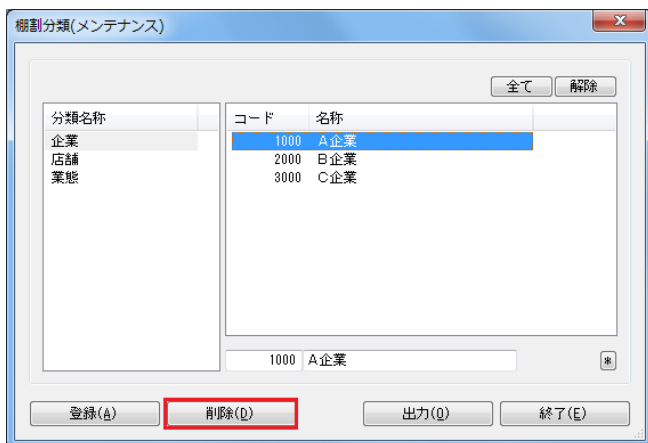 棚割分類(メンテナンス)
全て 解除
分類名称
企業
店舗
業態
コード 名称
1000 A企業
2000 B企業
3000 C企業
1000 A企業 *
登録(A) 削除(D) 出力(O) 終了(E)